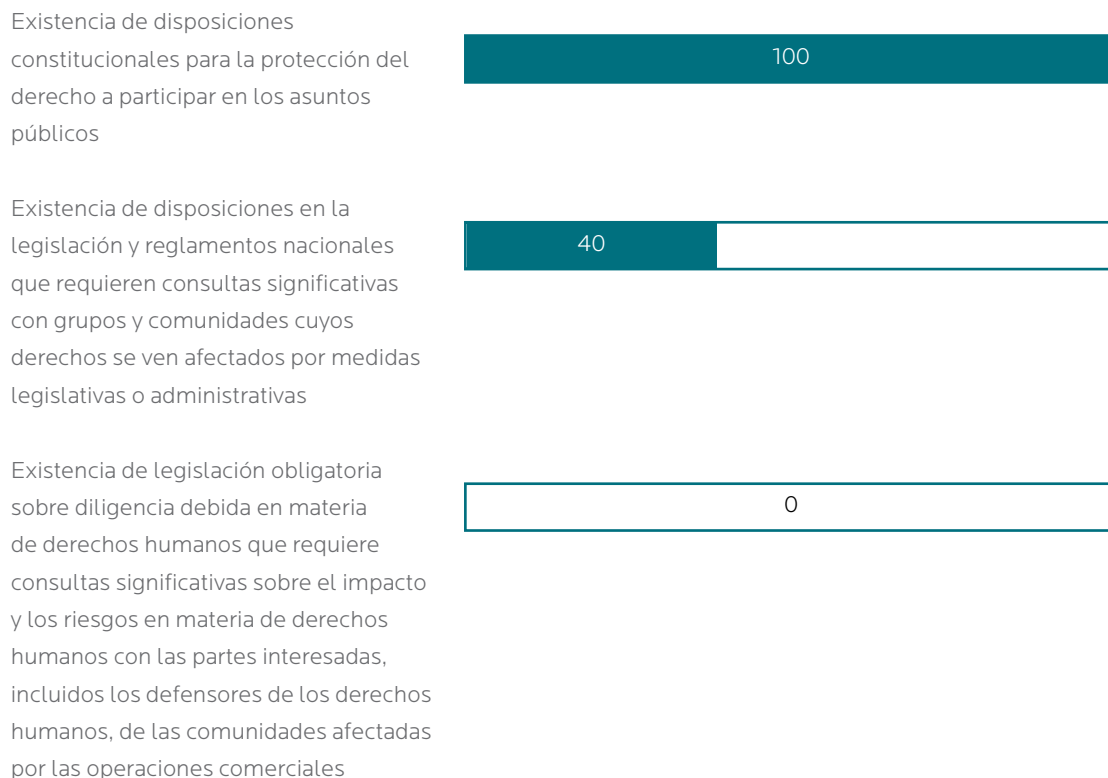 Existencia de disposiciones
constitucionales para la protección del
derecho a participar en los asuntos
públicos
100
Existencia de disposiciones en la
legislación y reglamentos nacionales
que requieren consultas significativas
con grupos y comunidades cuyos
derechos se ven afectados por medidas
legislativas o administrativas
40
Existencia de legislación obligatoria
sobre diligencia debida en materia
de derechos humanos que requiere
consultas significativas sobre el impacto
y los riesgos en materia de derechos
humanos con las partes interesadas,
incluidos los defensores de los derechos
humanos, de las comunidades afectadas
por las operaciones comerciales
0